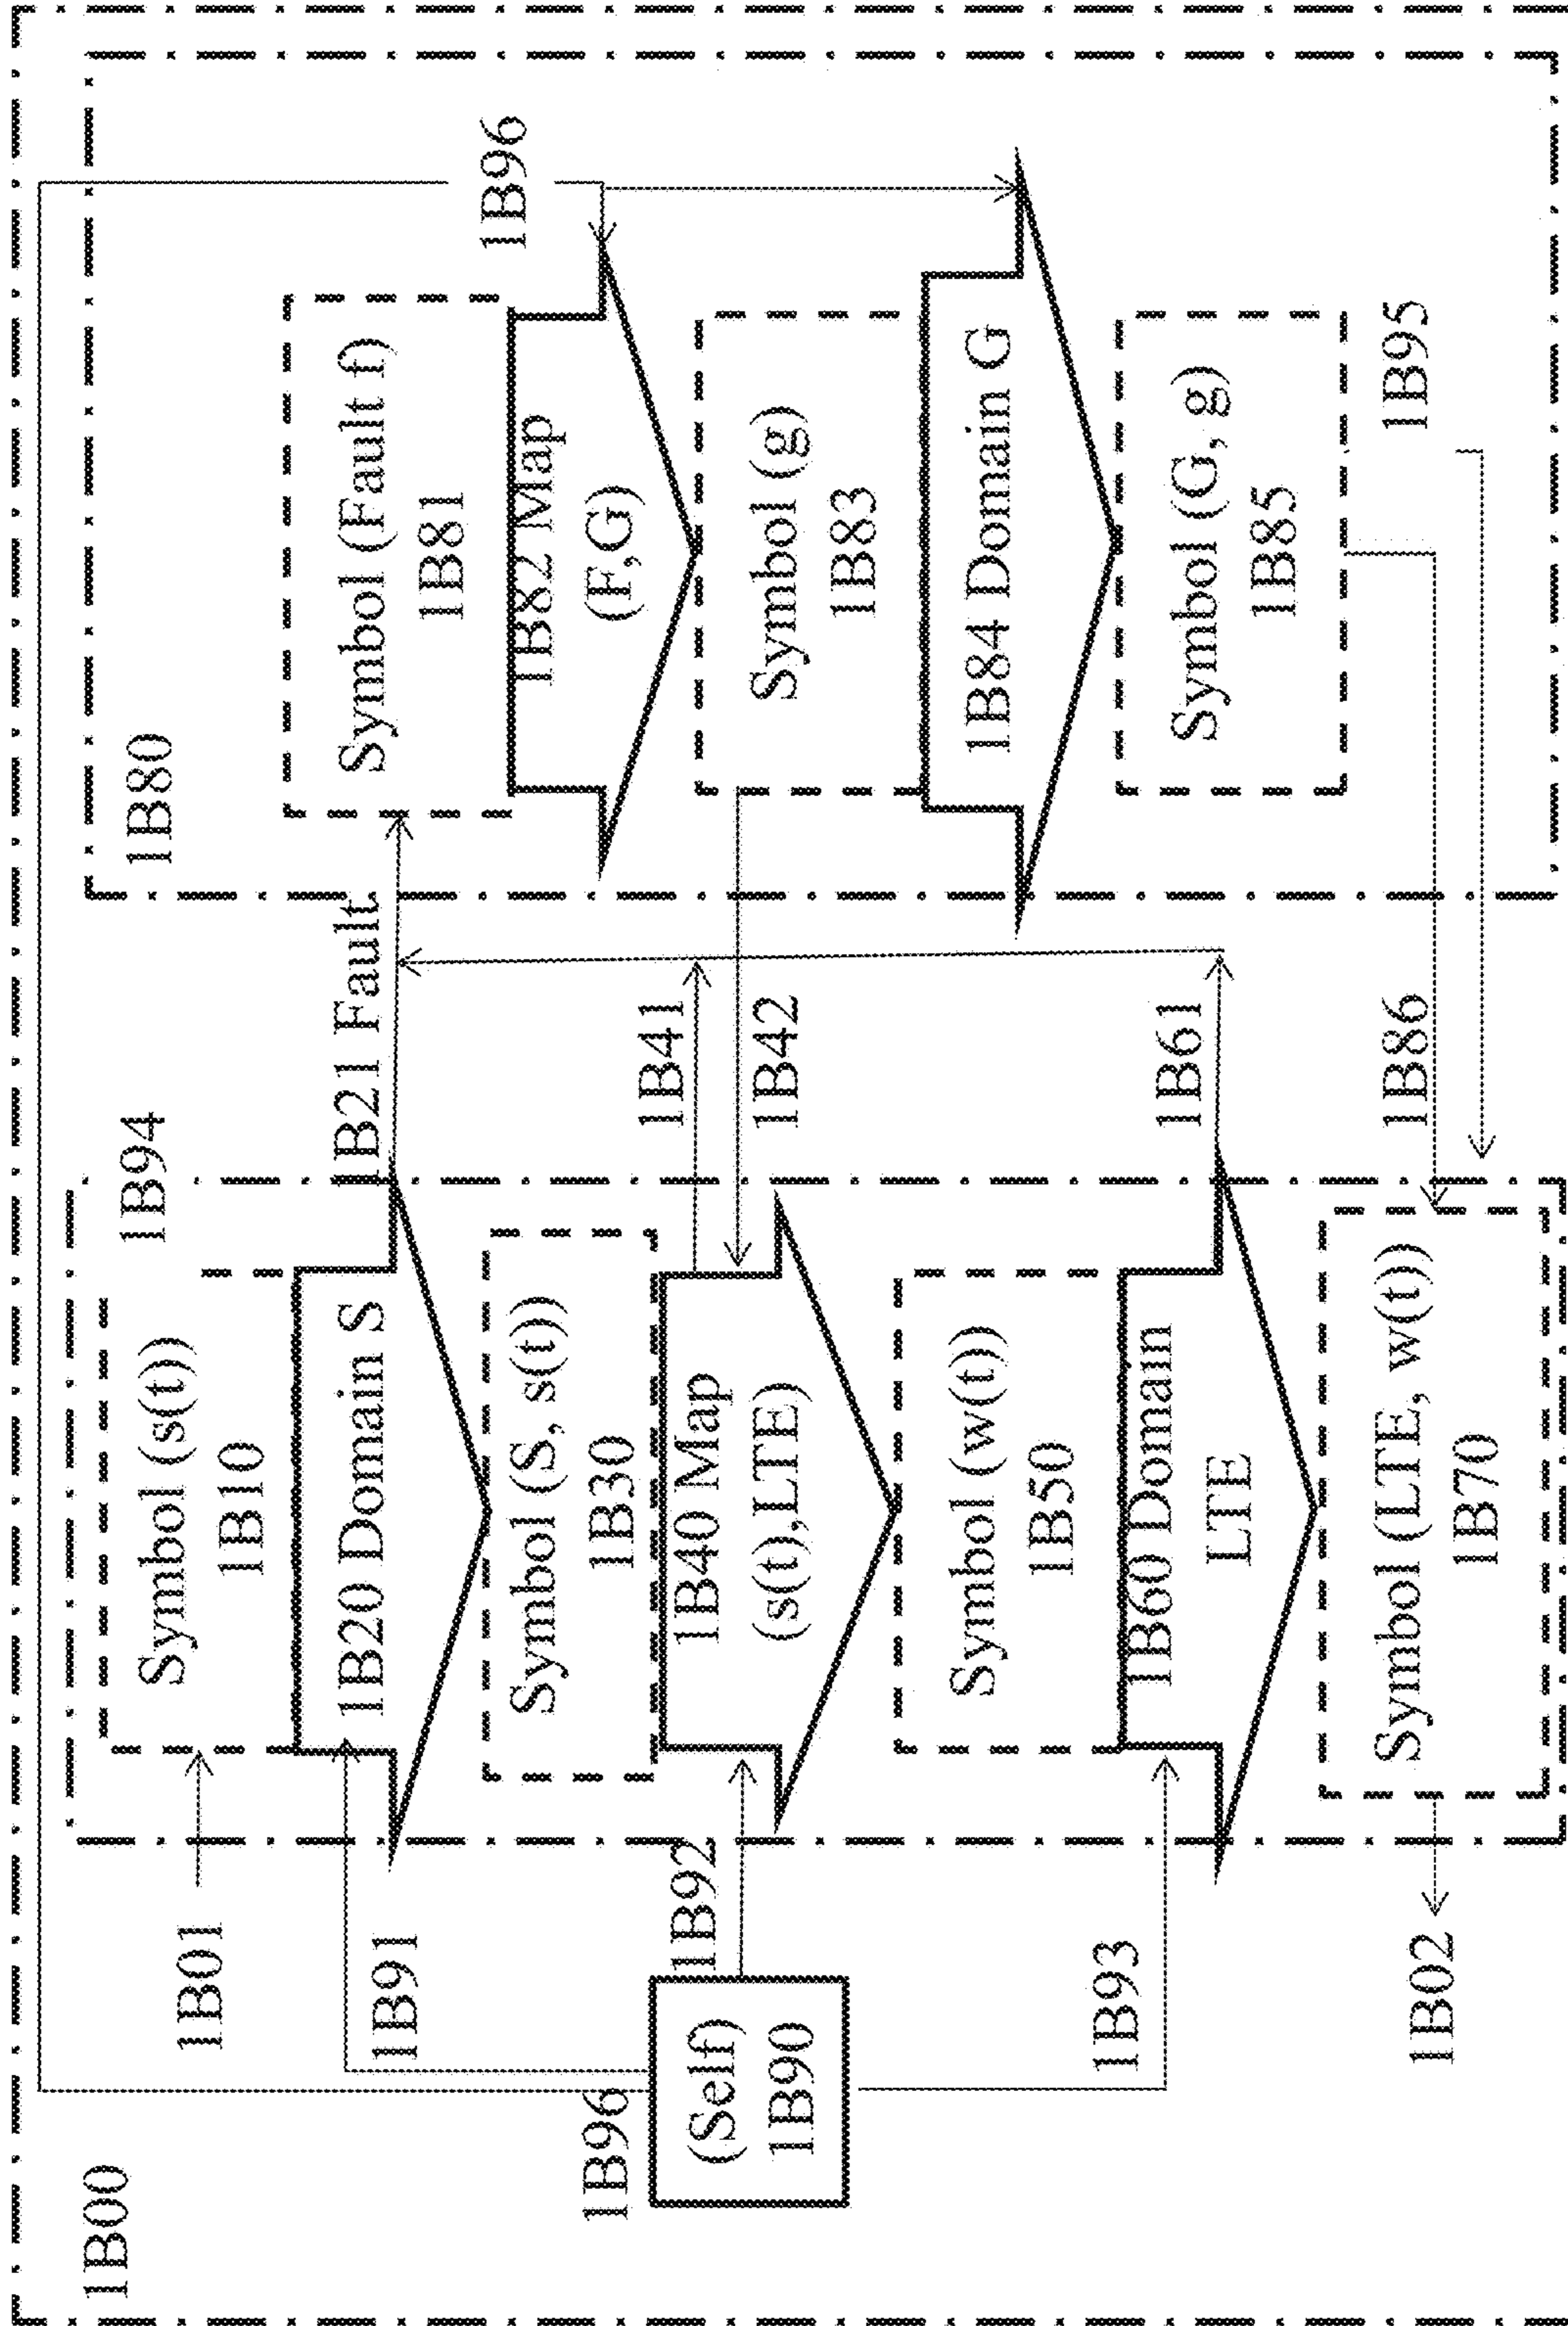 1B00
1B01
1B91
1B96
(Self)
1B90
1B92
1B93
1B02
1B94
Symbol (s(t))
1B10
1B20 Domain S
Symbol (S, s(t))
1B30
1B40 Map
(s(t),LTE)
Symbol (w(t))
1B50
1B60 Domain
LTE
Symbol (LTE, w(t))
1B70
1B21 Fault
1B41
1B42
1B61
1B86
1B80
Symbol (Fault f)
1B81
1B82 Map
(F,G)
Symbol (g)
1B83
1B84 Domain G
Symbol (G, g)
1B85
1B96
1B95